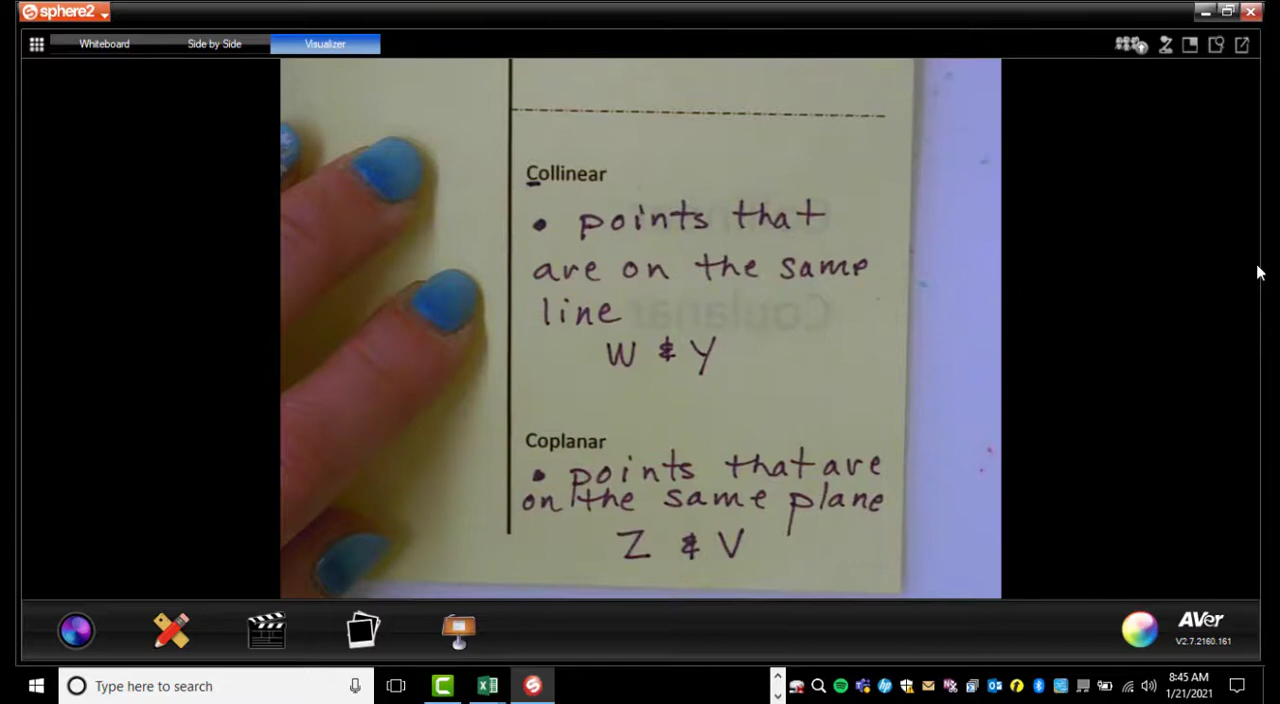 sphere2
Whiteboard Side by Side Visualizer
Collinear
• points that
are on the same
line
W & Y
Coplanar
• points that are
on the same plane
Z & V
AVer
V2.7.2160.161
Type here to search
8:45 AM
1/21/2021